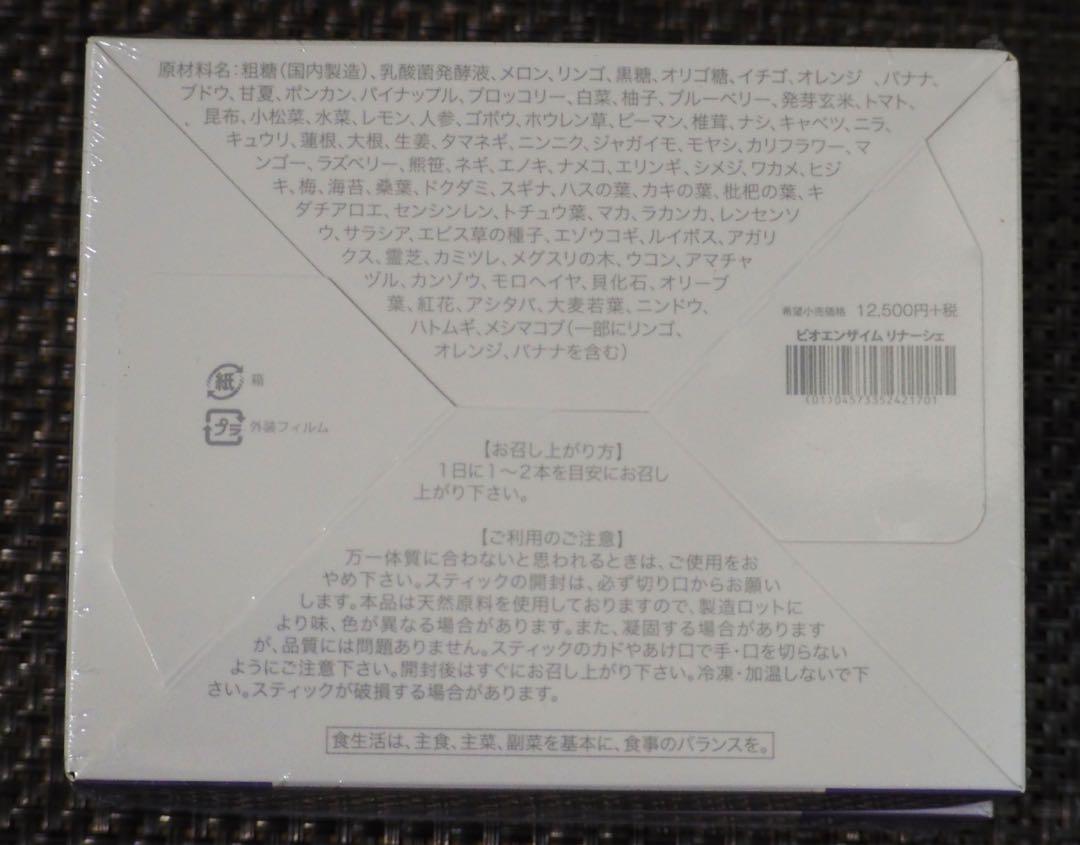 原材料名:粗糖(国内製造)、乳酸菌発酵液、メロン、リンゴ、黒糖、オリゴ糖、イチゴ、オレンジ 、バナナ、
ブドウ、甘夏、ポンカン、パイナップル、ブロッコリー、白菜、柚子、ブルーベリー、発芽玄米、トマト、
昆布、小松菜、水菜、レモン、人参、ゴボウ、ホウレン草、ピーマン、椎茸、ナシ、キャベツ、ニラ、
キュウリ、蓮根、大根、生姜、タマネギ、ニンニク、ジャガイモ、モヤシ、カリフラワー、マ
ンゴー、ラズベリー、熊笹、ネギ、エノキ、ナメコ、エリンギ、シメジ、ワカメ、ヒジ
キ、梅、海苔、桑葉、ドクダミ、スギナ、ハスの葉、カキの葉、枇杷の葉、キ
ダチアロエ、センシンレン、トチュウ葉、マカ、ラカンカ、レンセンソ
ウ、サラシア、エビス草の種子、エゾウコギ、ルイボス、アガリ
クス、霊芝、カミツレ、メグスリの木、ウコン、アマチャ
ヅル、カンゾウ、モロヘイヤ、貝化石、オリーブ
葉、紅花、アシタバ、大麦若葉、ニンドウ、
ハトムギ、メシマコブ(一部にリンゴ、
オレンジ、バナナを含む)
希望小売価格 12,500円+税
ビオエンザイム リナーシェ
(01)04573352421701
紙 箱
プラ 外装フィルム
【お召し上がり方】
1日に1～2本を目安にお召し
上がり下さい。
【ご利用のご注意】
万一体質に合わないと思われるときは、ご使用をお
やめ下さい。スティックの開封は、必ず切り口からお願い
します。本品は天然原料を使用しておりますので、製造ロットに
より味、色が異なる場合があります。また、凝固する場合があります
が、品質には問題ありません。スティックのカドやあけ口で手・口を切らない
ようにご注意下さい。開封後はすぐにお召し上がり下さい。冷凍・加温しないで下
さい。スティックが破損する場合があります。
食生活は、主食、主菜、副菜を基本に、食事のバランスを。